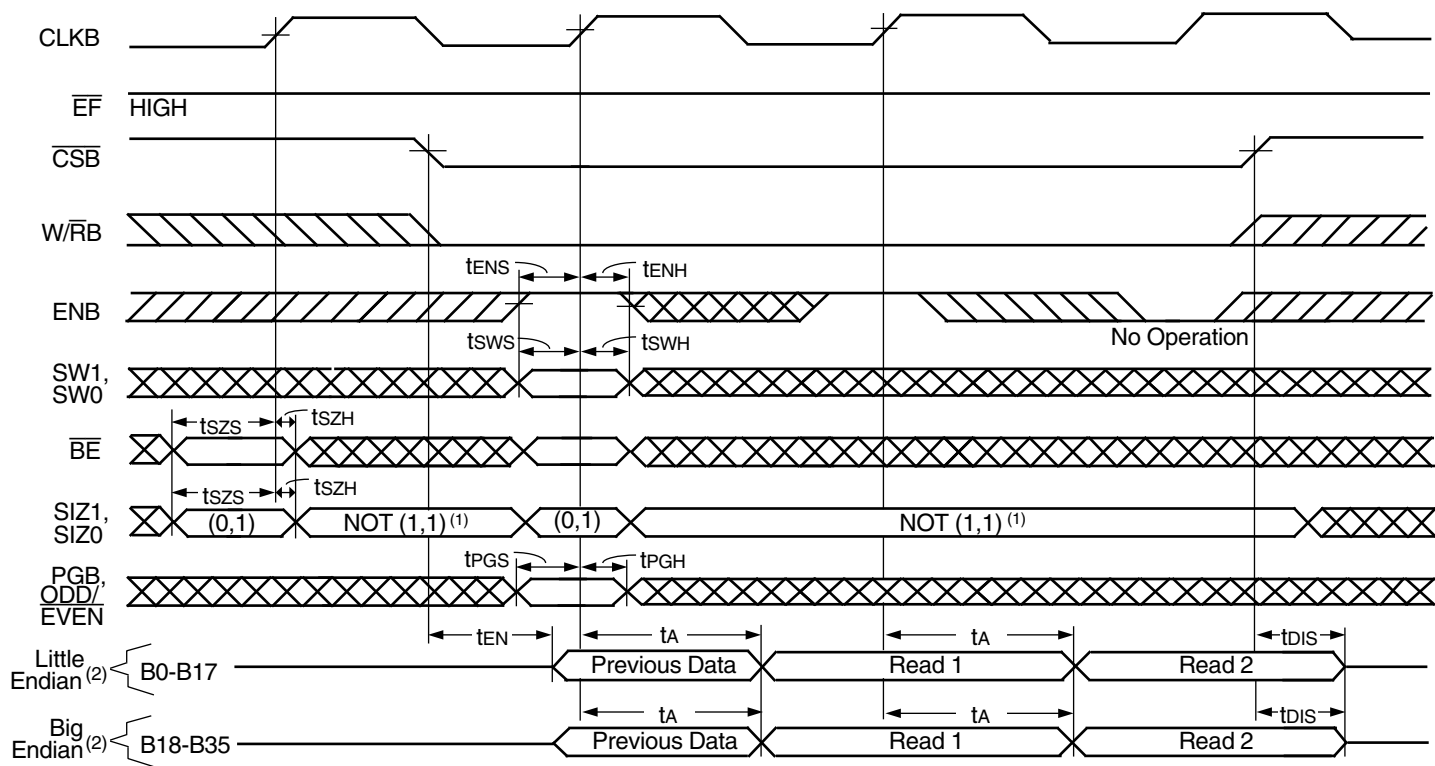 CLKB
EF HIGH
CSB
W/RB
tENS tENH
ENB
No Operation
tSWS tSWH
SW1,
SW0
tSZS tSZH
BE
tSZS tSZH
SIZ1,
SIZ0
(0,1) NOT (1,1) (1) (0,1) NOT (1,1) (1)
tPGS tPGH
PGB,
ODD/
EVEN
tEN tA tA tDIS
Little
Endian (2) B0-B17 Previous Data Read 1 Read 2
tA tA tDIS
Big
Endian (2) B18-B35 Previous Data Read 1 Read 2